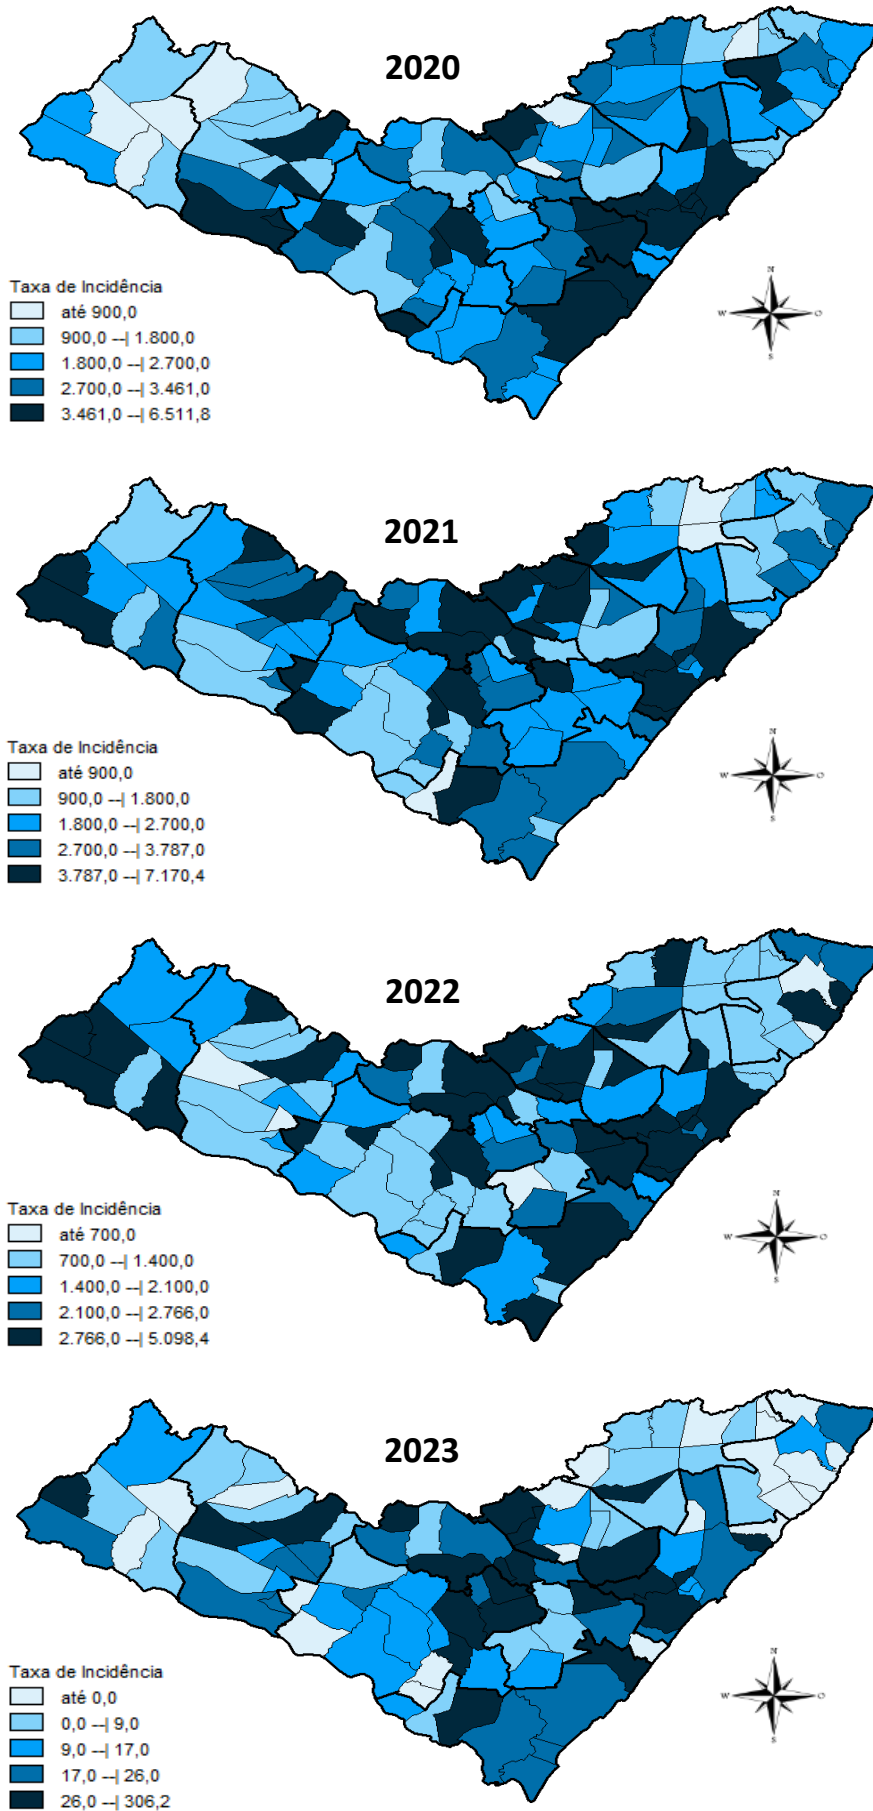 2020
N
W
O
S
Taxa de Incidência
até 900,0
900,0 --| 1.800,0
1.800,0 --| 2.700,0
2.700,0 --| 3.461,0
3.461,0 --| 6.511,8
2021
N
W
O
S
Taxa de Incidência
até 900,0
900,0 --| 1.800,0
1.800,0 --| 2.700,0
2.700,0 --| 3.787,0
3.787,0 --| 7.170,4
2022
N
W
O
S
Taxa de Incidência
até 700,0
700,0 --| 1.400,0
1.400,0 --| 2.100,0
2.100,0 --| 2.766,0
2.766,0 --| 5.098,4
2023
N
W
O
S
Taxa de Incidência
até 0,0
0,0 --| 9,0
9,0 --| 17,0
17,0 --| 26,0
26,0 --| 306,2